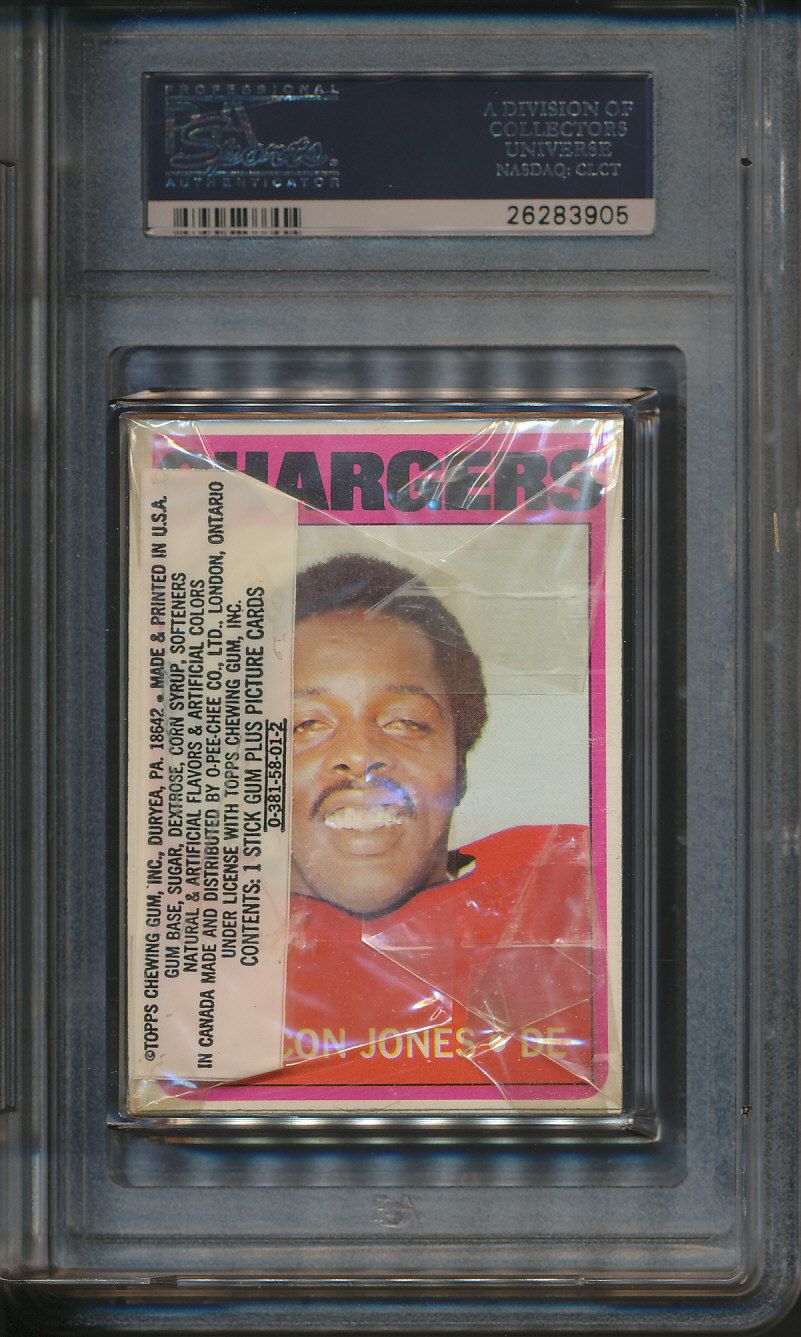 PROFESSIONAL
PSA
Sports
AUTHENTICATOR
A DIVISION OF
COLLECTORS
UNIVERSE
NASDAQ: CLCT
26283905
CHARGERS
©TOPPS CHEWING GUM, INC., DURYEA, PA. 18642 • MADE & PRINTED IN U.S.A.
GUM BASE, SUGAR, DEXTROSE, CORN SYRUP, SOFTENERS
NATURAL & ARTIFICIAL FLAVORS & ARTIFICIAL COLORS
IN CANADA MADE AND DISTRIBUTED BY O-PEE-CHEE CO., LTD., LONDON, ONTARIO
UNDER LICENSE WITH TOPPS CHEWING GUM, INC.
CONTENTS: 1 STICK GUM PLUS PICTURE CARDS
0-381-58-01-2
CON JONES • DE
PSA